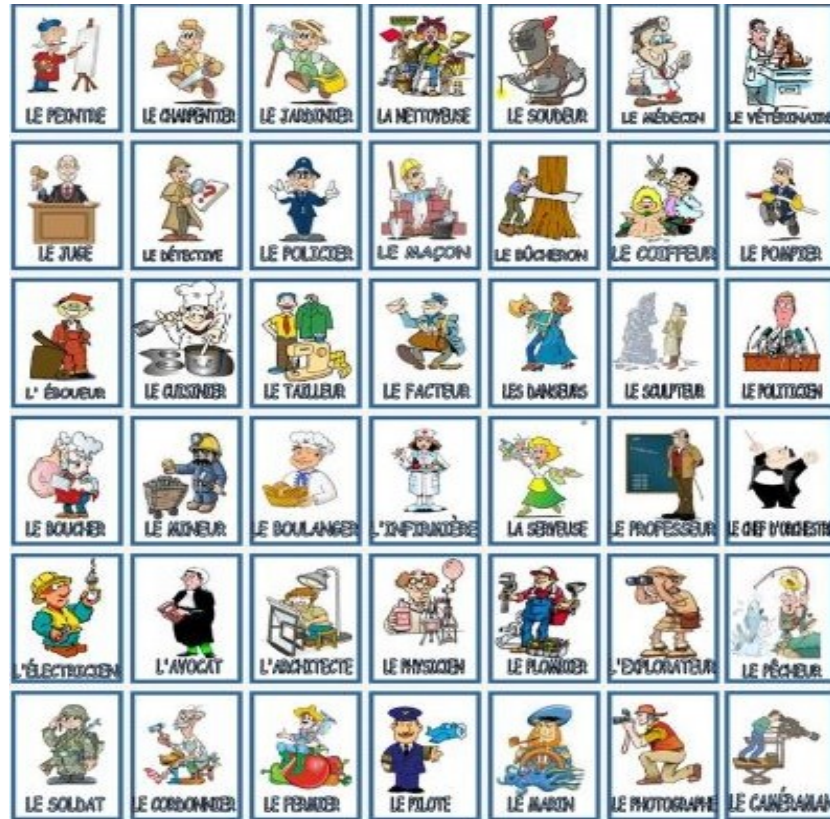 LE PEINTRE
LE CHARPENTIER
LE JARDINIER
LA NETTOYEUSE
LE SOUDEUR
LE MÉDECIN
LE VÉTÉRINAIRE
LE JUGE
LE DÉTECTIVE
LE POLICIER
LE MAÇON
LE BÛCHERON
LE COIFFEUR
LE POMPIER
L' ÉBOUEUR
LE CUISINIER
LE TAILLEUR
LE FACTEUR
LES DANSEURS
LE SCULPTEUR
LE POLITICIEN
LE BOUCHER
LE MINEUR
LE BOULANGER
L'INFIRMIÈRE
LA SERVEUSE
LE PROFESSEUR
LE CHEF D'ORCHESTRE
L'ÉLECTRICIEN
L'AVOCAT
L'ARCHITECTE
LE PHYSICIEN
LE PLOMBIER
L'EXPLORATEUR
LE PÊCHEUR
LE SOLDAT
LE CORDONNIER
LE FERMIER
LE PILOTE
LE MARIN
LE PHOTOGRAPHE
LE CAMÉRAMAN